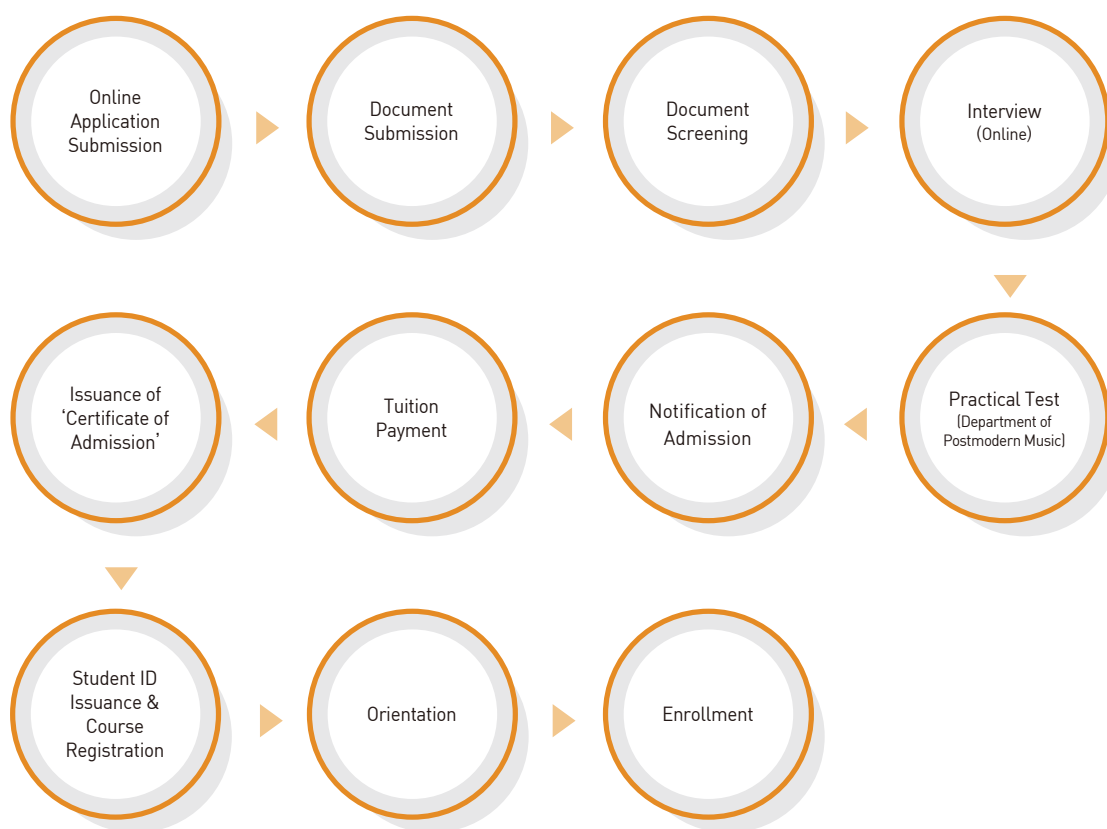 Online
Application
Submission
Document
Submission
Document
Screening
Interview
(Online)
Practical Test
(Department of
Postmodern Music)
Notification of
Admission
Tuition
Payment
Issuance of
‘Certificate of
Admission’
Student ID
Issuance &
Course
Registration
Orientation
Enrollment